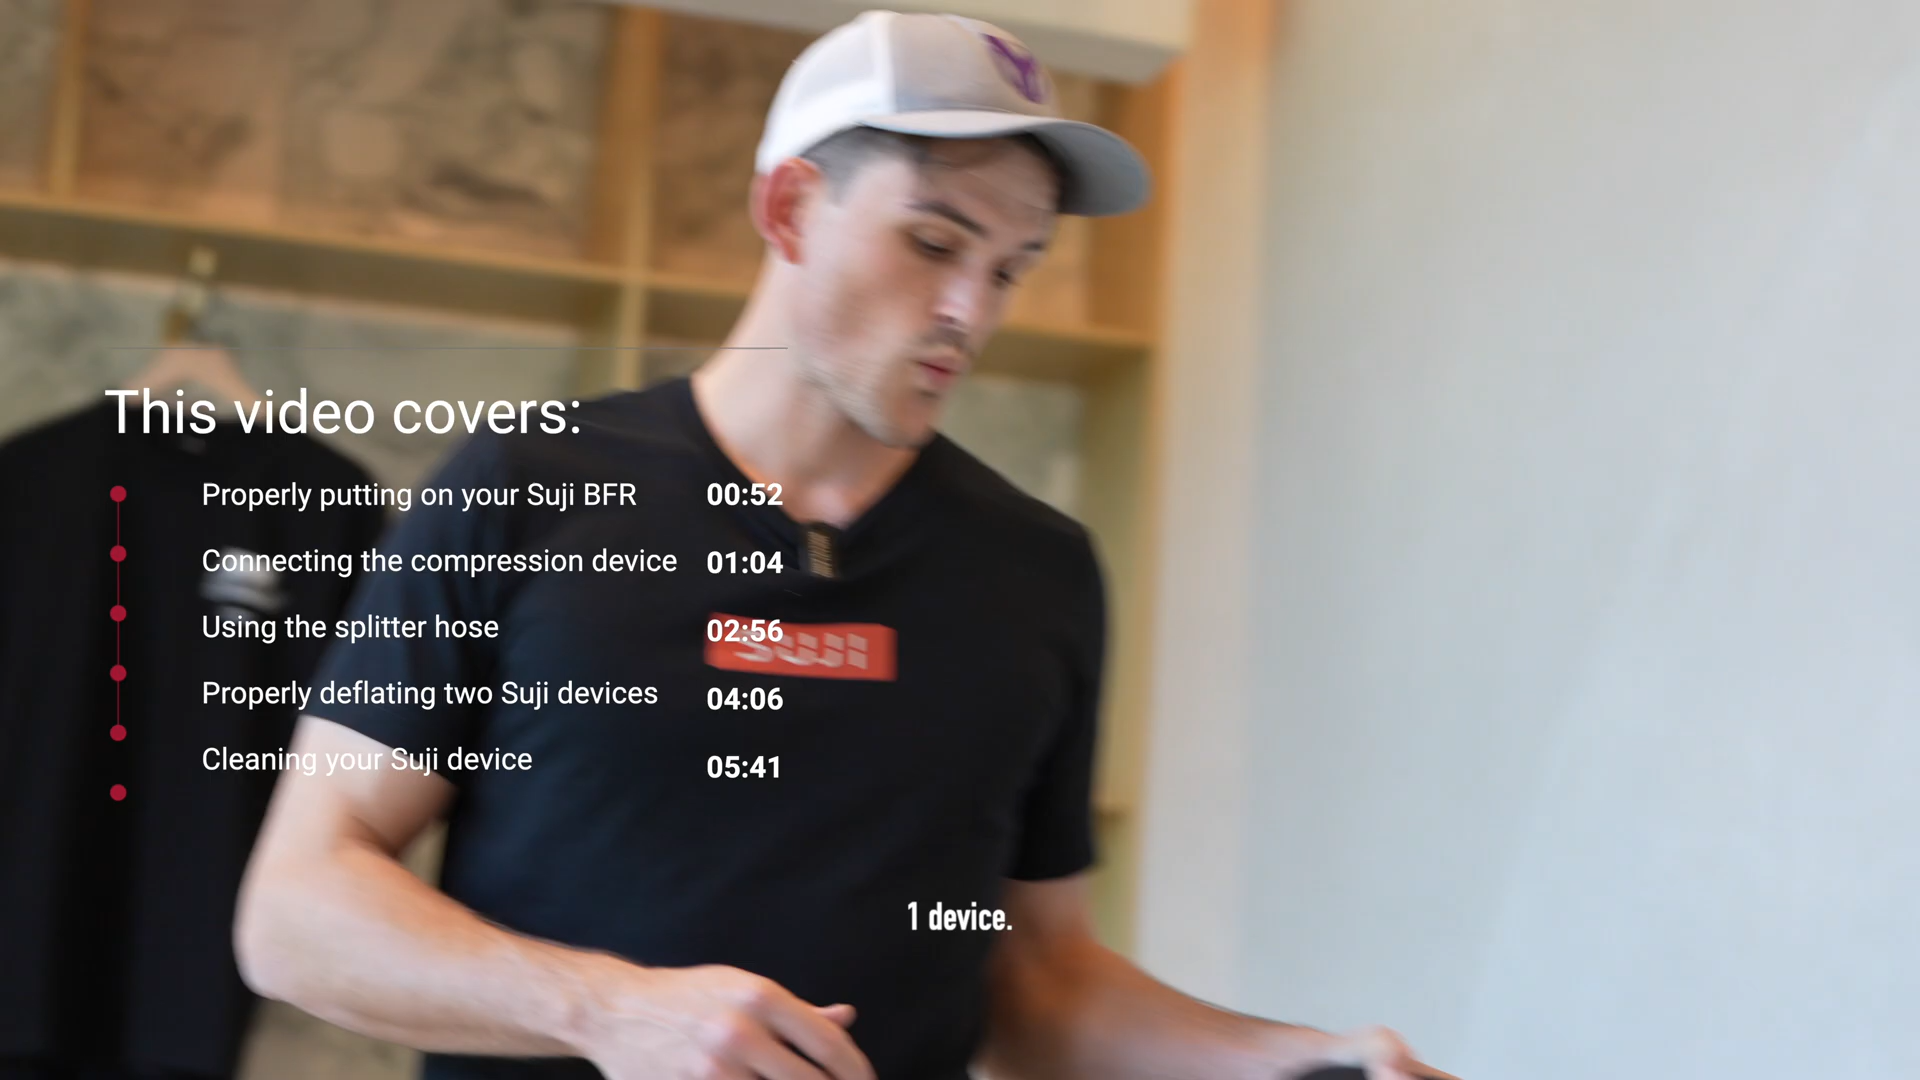 This video covers:
Properly putting on your Suji BFR 00:52
Connecting the compression device 01:04
Using the splitter hose 02:56
suji
Properly deflating two Suji devices 04:06
Cleaning your Suji device 05:41
1 device.